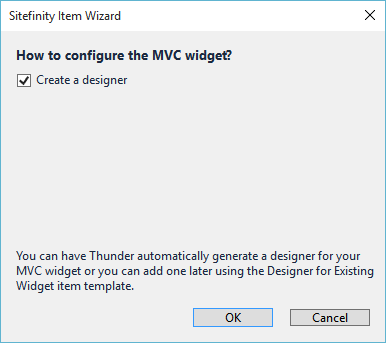 Sitefinity Item Wizard
How to configure the MVC widget?
Create a designer
You can have Thunder automatically generate a designer for your
MVC widget or you can add one later using the Designer for Existing
Widget item template.
OK Cancel